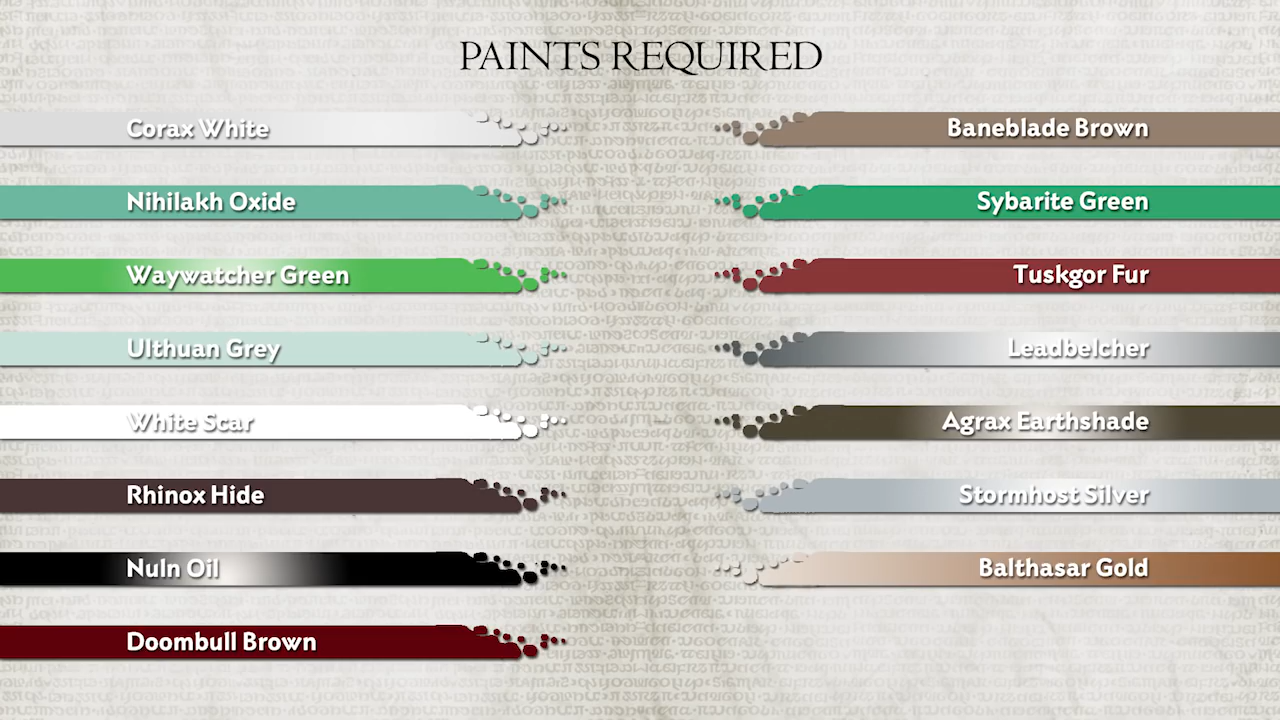 PAINTS REQUIRED
Corax White
Nihilakh Oxide
Waywatcher Green
Ulthuan Grey
White Scar
Rhinox Hide
Nuln Oil
Doombull Brown
Baneblade Brown
Sybarite Green
Tuskgor Fur
Leadbelcher
Agrax Earthshade
Stormhost Silver
Balthasar Gold